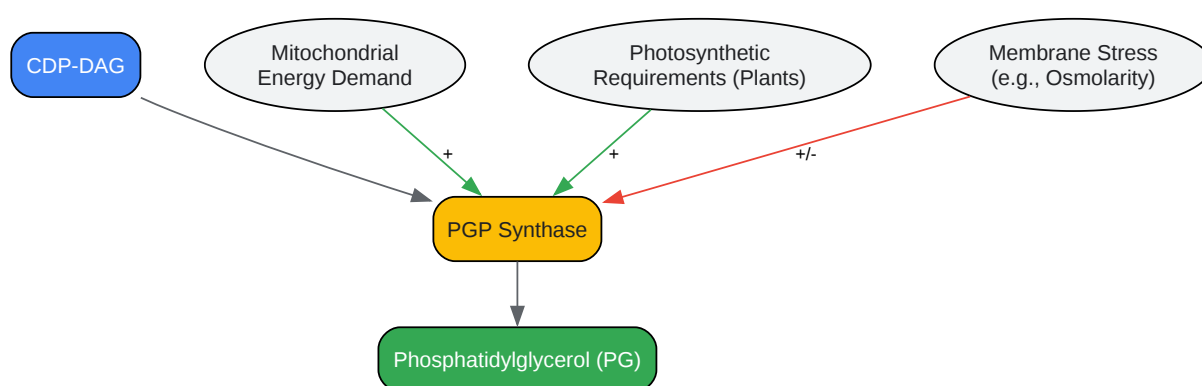 CDP-DAG
Mitochondrial
Energy Demand
Photosynthetic
Requirements (Plants)
Membrane Stress
(e.g., Osmolarity)
+
+
+/-
PGP Synthase
Phosphatidylglycerol (PG)